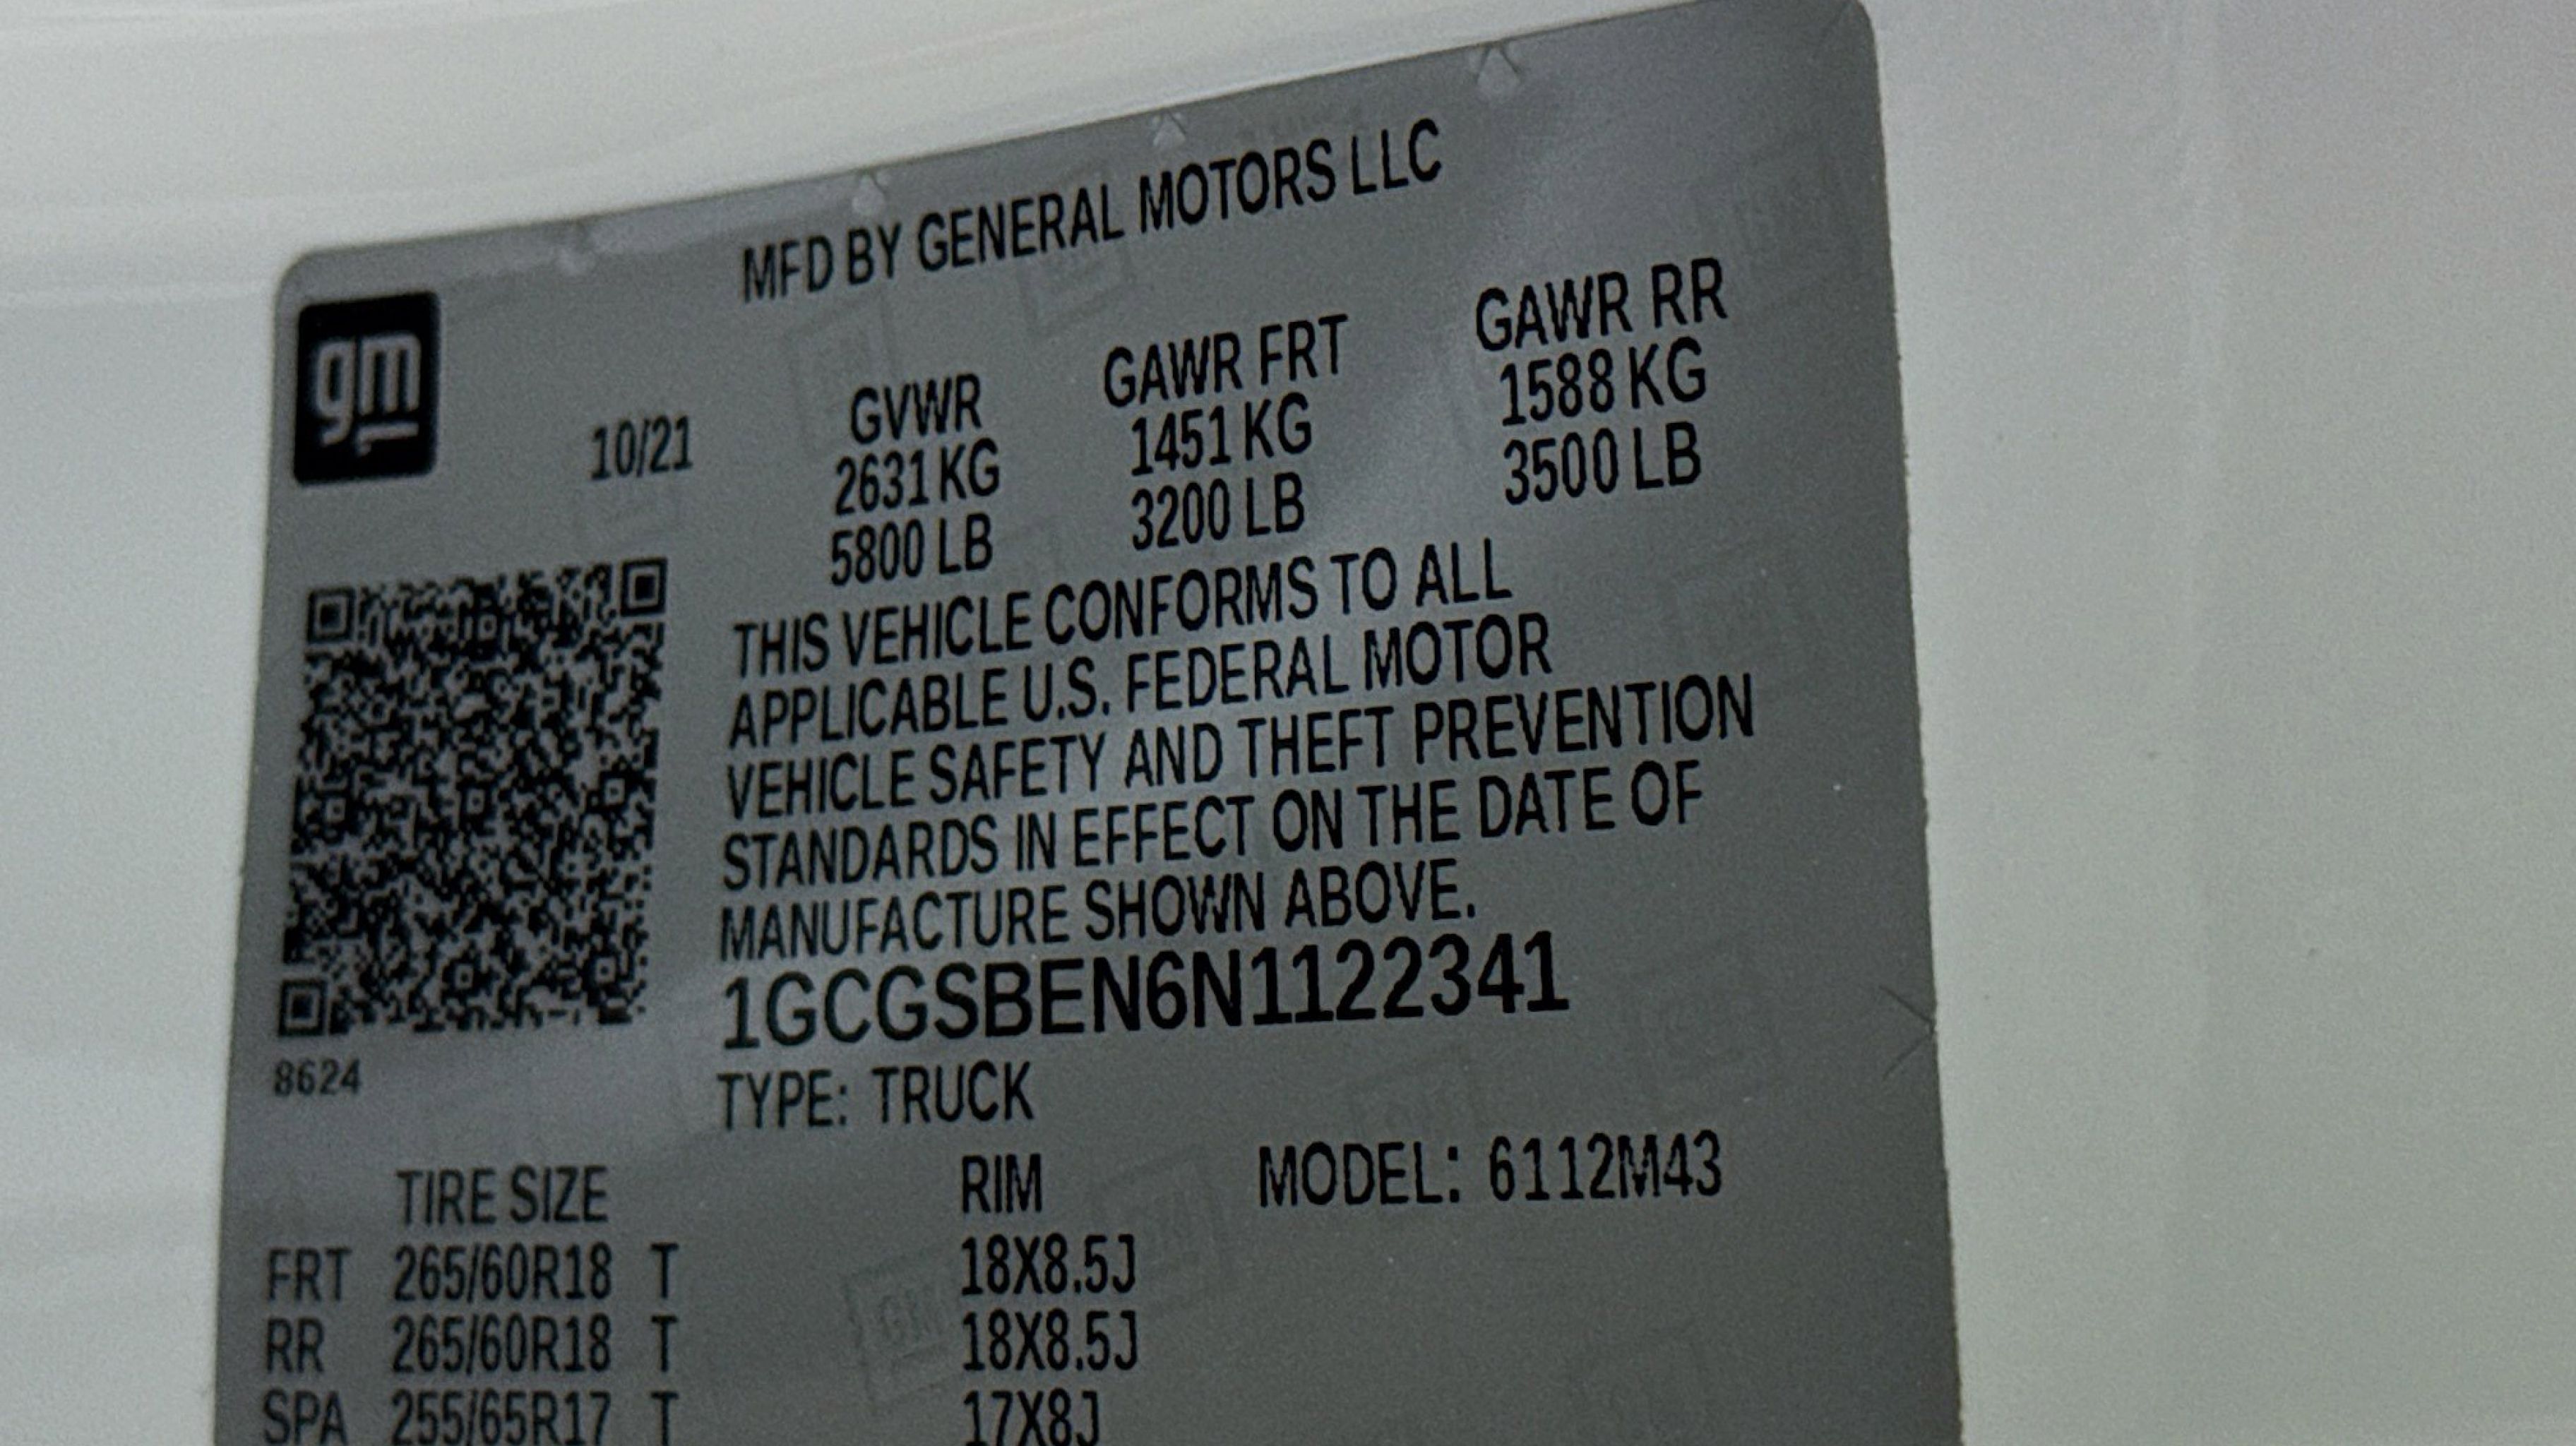 MFD BY GENERAL MOTORS LLC
gm
10/21
GVWR GAWR FRT GAWR RR
2631 KG 1451 KG 1588 KG
5800 LB 3200 LB 3500 LB
THIS VEHICLE CONFORMS TO ALL
APPLICABLE U.S. FEDERAL MOTOR
VEHICLE SAFETY AND THEFT PREVENTION
STANDARDS IN EFFECT ON THE DATE OF
MANUFACTURE SHOWN ABOVE.
1GCGSBEN6N1122341
8624
TYPE: TRUCK
TIRE SIZE RIM MODEL: 6112M43
FRT 265/60R18 T 18X8.5J
RR 265/60R18 T 18X8.5J
SPA 255/65R17 T 17X8J